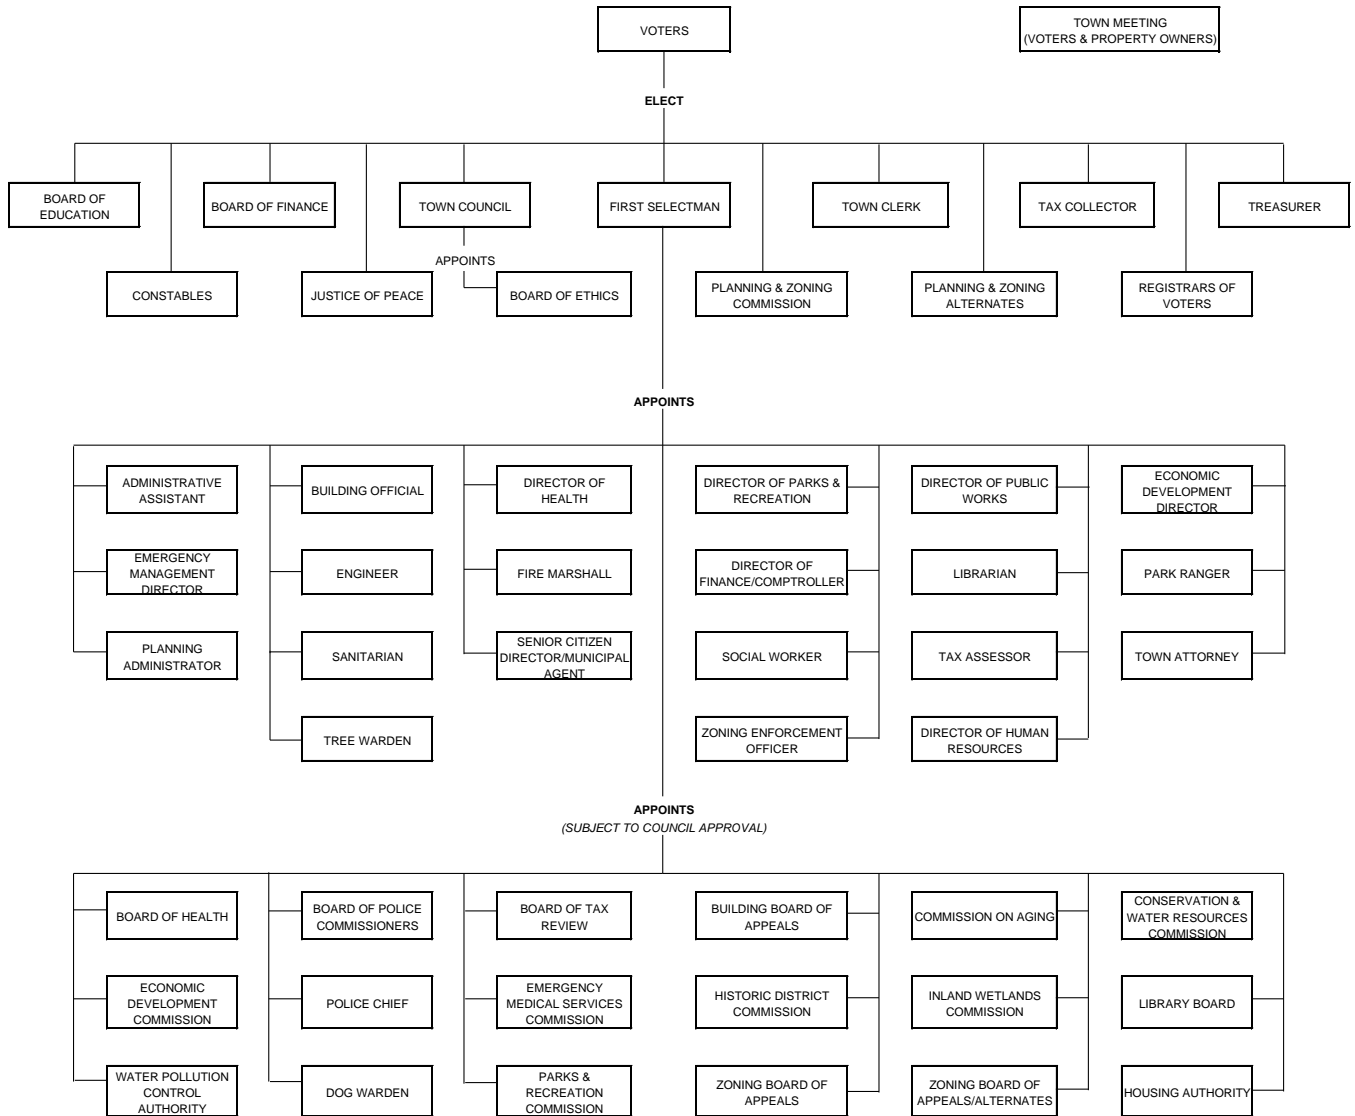 VOTERS
TOWN MEETING
(VOTERS & PROPERTY OWNERS)
ELECT
BOARD OF
EDUCATION
BOARD OF FINANCE
TOWN COUNCIL
FIRST SELECTMAN
TOWN CLERK
TAX COLLECTOR
TREASURER
APPOINTS
CONSTABLES
JUSTICE OF PEACE
BOARD OF ETHICS
PLANNING & ZONING
COMMISSION
PLANNING & ZONING
ALTERNATES
REGISTRARS OF
VOTERS
APPOINTS
ADMINISTRATIVE
ASSISTANT
BUILDING OFFICIAL
DIRECTOR OF
HEALTH
DIRECTOR OF PARKS &
RECREATION
DIRECTOR OF PUBLIC
WORKS
ECONOMIC
DEVELOPMENT
DIRECTOR
EMERGENCY
MANAGEMENT
DIRECTOR
ENGINEER
FIRE MARSHALL
DIRECTOR OF
FINANCE/COMPTROLLER
LIBRARIAN
PARK RANGER
PLANNING
ADMINISTRATOR
SANITARIAN
SENIOR CITIZEN
DIRECTOR/MUNICIPAL
AGENT
SOCIAL WORKER
TAX ASSESSOR
TOWN ATTORNEY
TREE WARDEN
ZONING ENFORCEMENT
OFFICER
DIRECTOR OF HUMAN
RESOURCES
APPOINTS
(SUBJECT TO COUNCIL APPROVAL)
BOARD OF HEALTH
BOARD OF POLICE
COMMISSIONERS
BOARD OF TAX
REVIEW
BUILDING BOARD OF
APPEALS
COMMISSION ON AGING
CONSERVATION &
WATER RESOURCES
COMMISSION
ECONOMIC
DEVELOPMENT
COMMISSION
POLICE CHIEF
EMERGENCY
MEDICAL SERVICES
COMMISSION
HISTORIC DISTRICT
COMMISSION
INLAND WETLANDS
COMMISSION
LIBRARY BOARD
WATER POLLUTION
CONTROL
AUTHORITY
DOG WARDEN
PARKS &
RECREATION
COMMISSION
ZONING BOARD OF
APPEALS
ZONING BOARD OF
APPEALS/ALTERNATES
HOUSING AUTHORITY